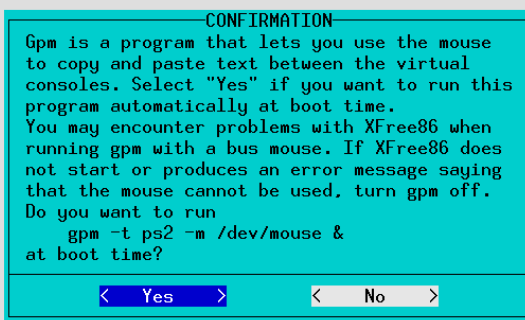 CONFIRMATION
Gpm is a program that lets you use the mouse
to copy and paste text between the virtual
consoles. Select "Yes" if you want to run this
program automatically at boot time.
You may encounter problems with XFree86 when
running gpm with a bus mouse. If XFree86 does
not start or produces an error message saying
that the mouse cannot be used, turn gpm off.
Do you want to run
gpm -t ps2 -m /dev/mouse &
at boot time?
< Yes > < No >